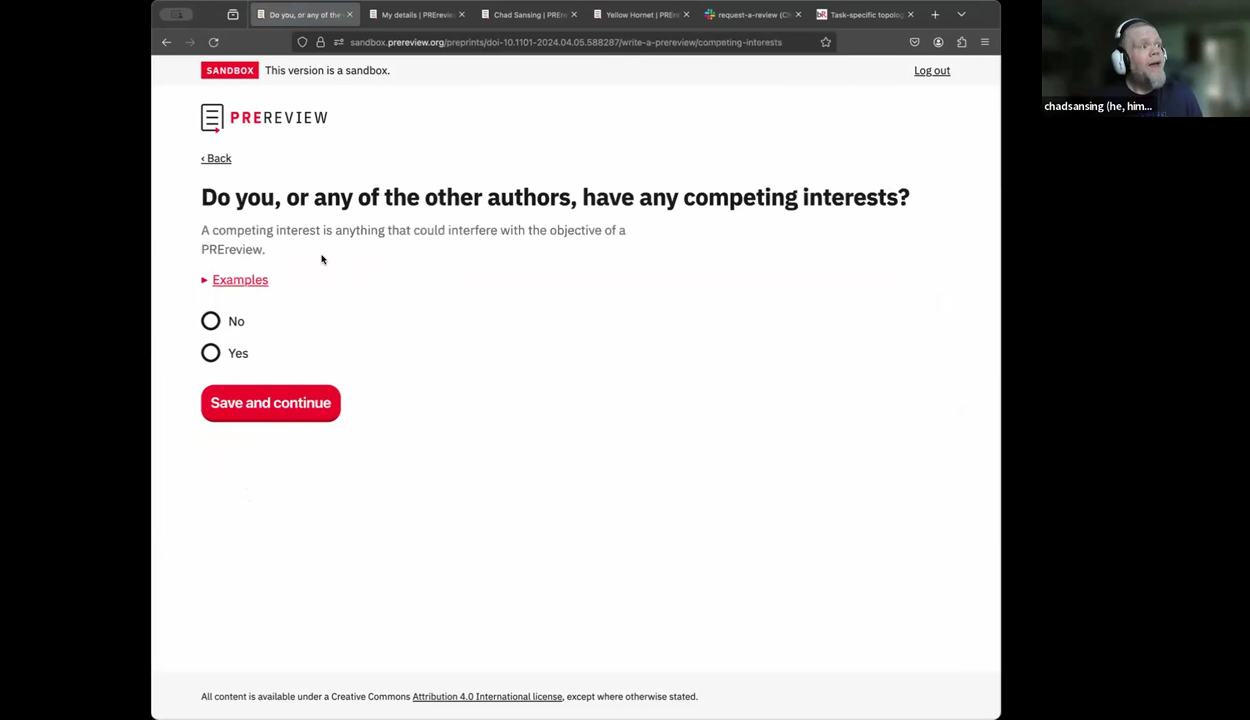 Do you, or any of the
My details | PRErevie
Chad Sansing | PREre
Yellow Hornet | PREre
request-a-review (Ch
Task-specific topolog
sandbox.prereview.org/preprints/doi-10.1101-2024.04.05.588287/write-a-prereview/competing-interests
SANDBOX This version is a sandbox.
Log out
PREREVIEW
‹ Back
Do you, or any of the other authors, have any competing interests?
A competing interest is anything that could interfere with the objective of a
PREreview.
▸ Examples
No
Yes
Save and continue
All content is available under a Creative Commons Attribution 4.0 International license, except where otherwise stated.
chadsansing (he, him...